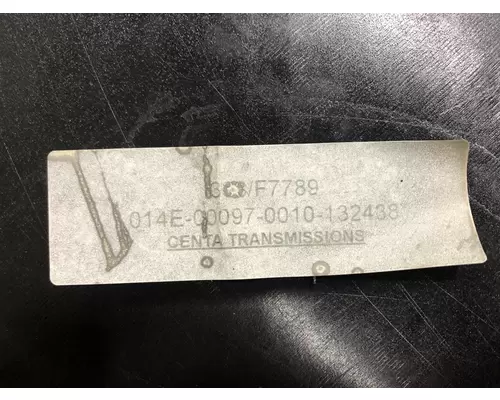 /F7789
014E-00097-0010-132438
CENTA TRANSMISSIONS